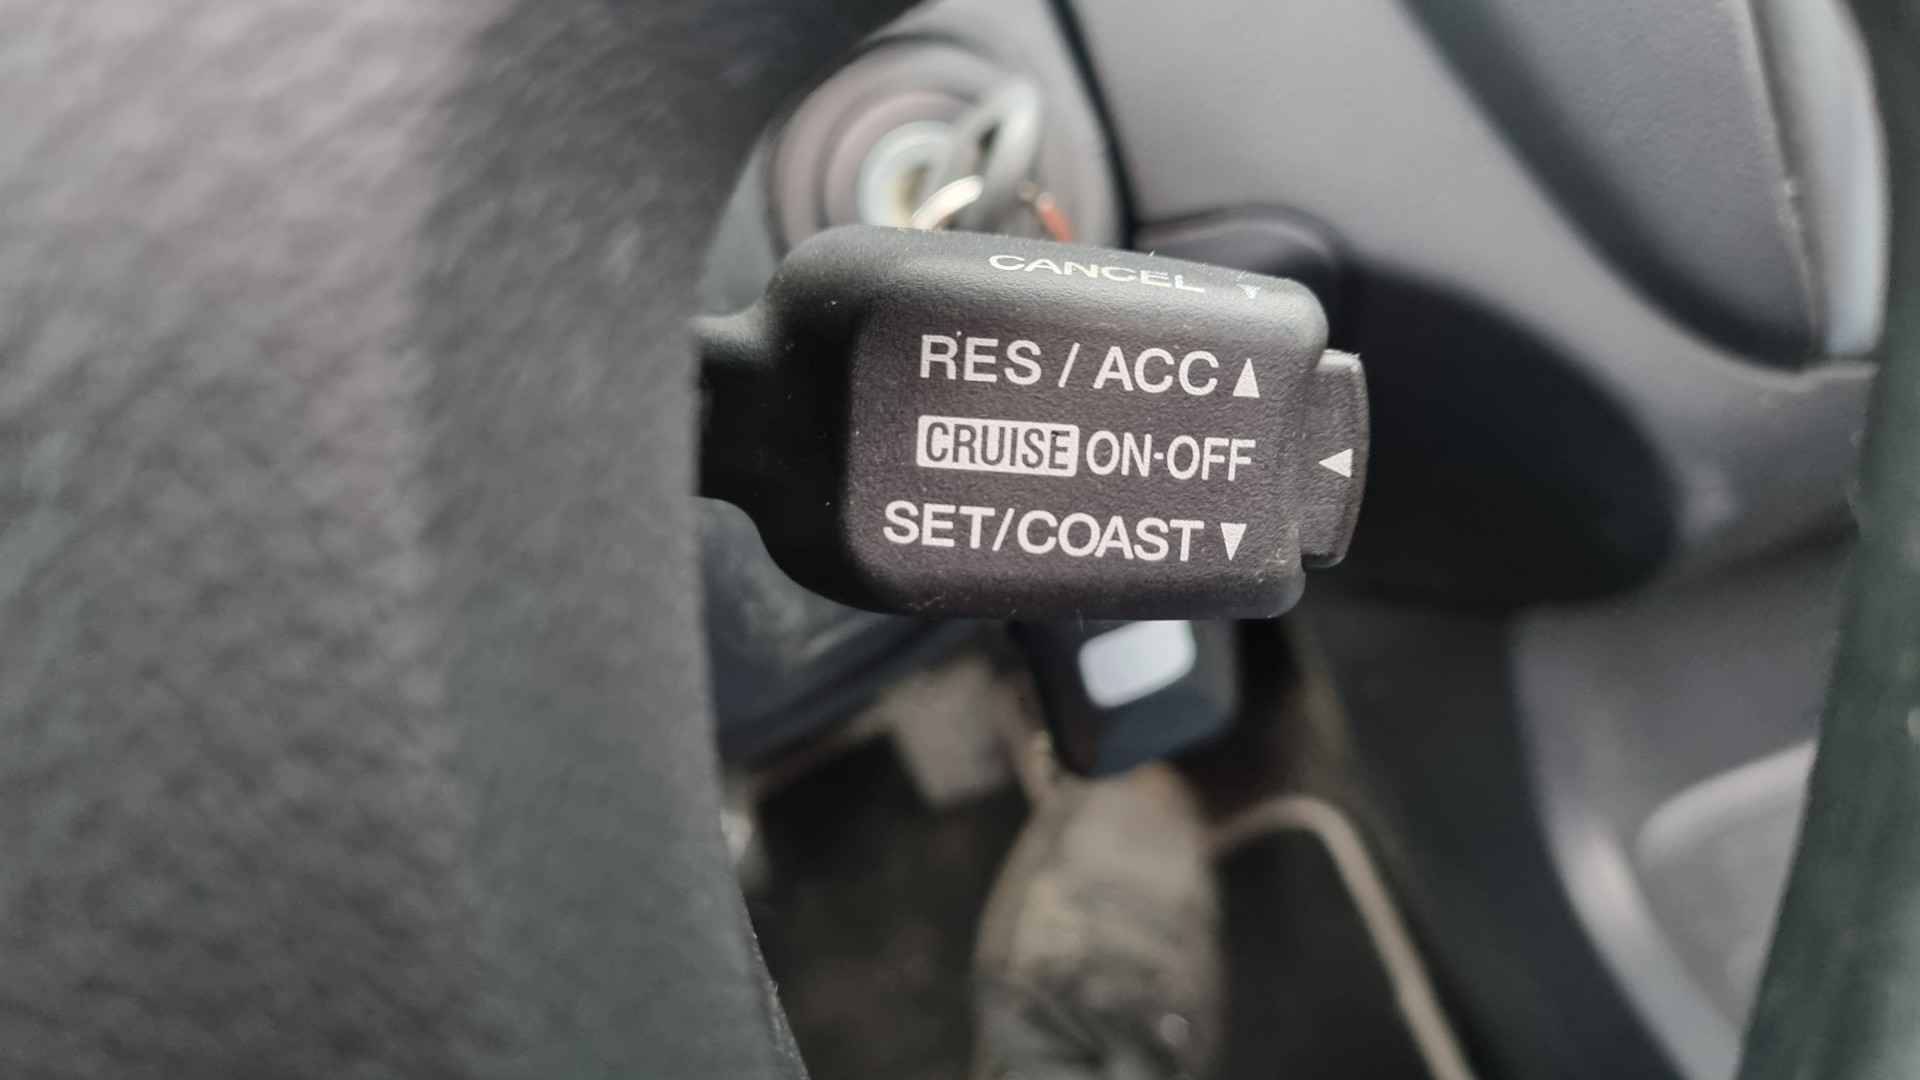 CANCEL ▼
RES / ACC ▲
CRUISE ON·OFF ◀
SET/COAST ▼